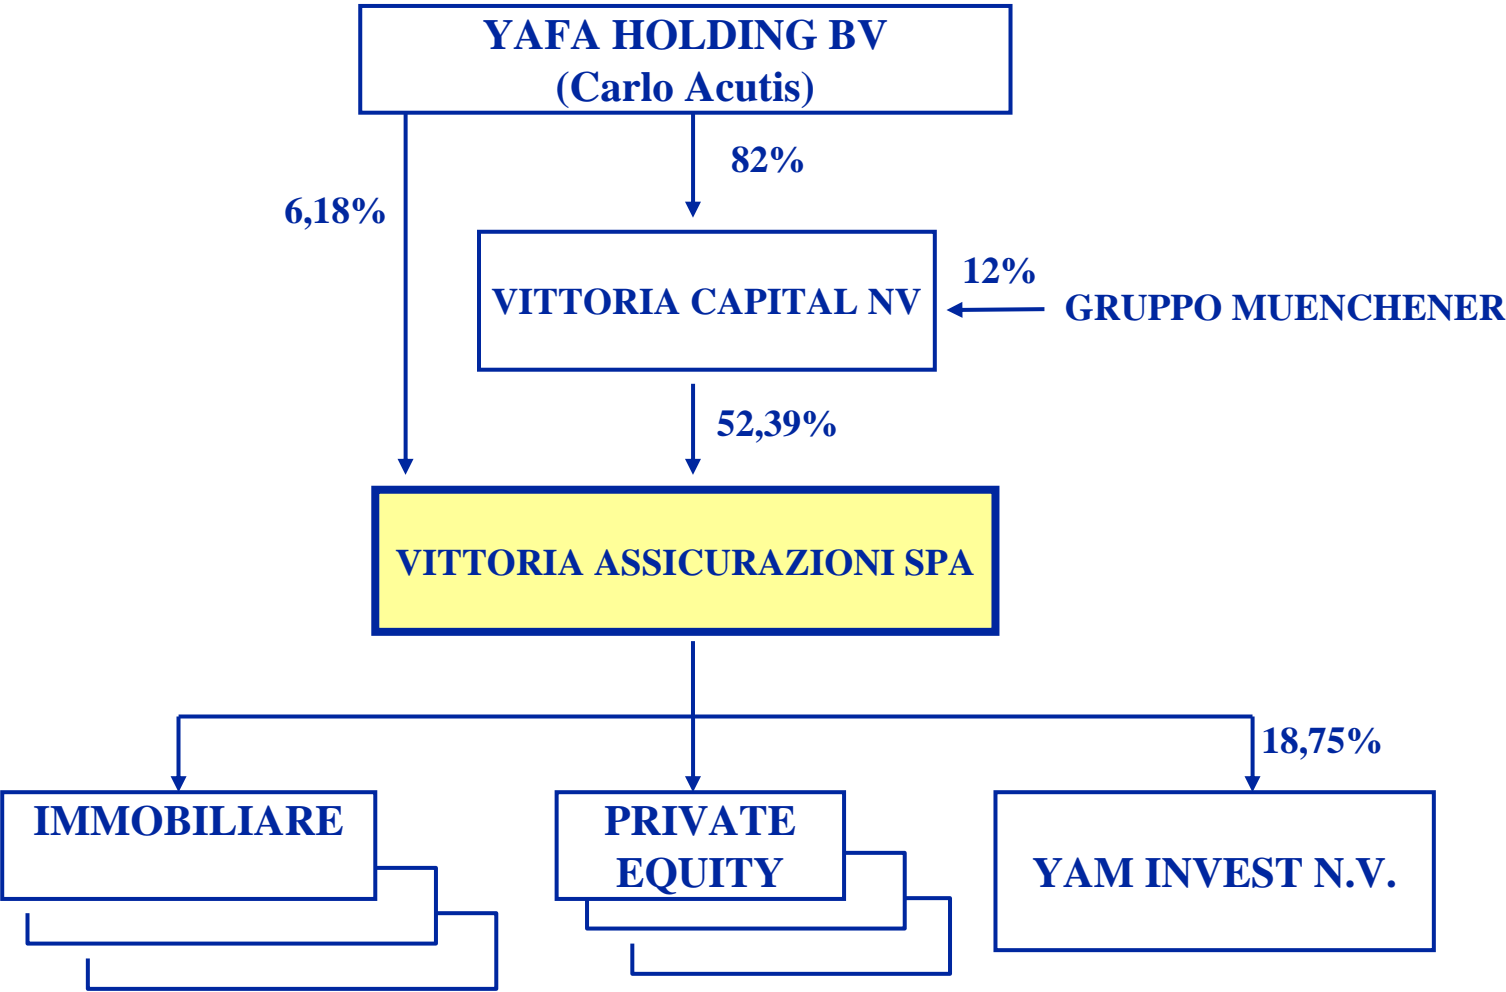 YAFA HOLDING BV
(Carlo Acutis)
82%
6,18%
12%
VITTORIA CAPITAL NV
GRUPPO MUENCHENER
52,39%
VITTORIA ASSICURAZIONI SPA
18,75%
IMMOBILIARE
PRIVATE
EQUITY
YAM INVEST N.V.